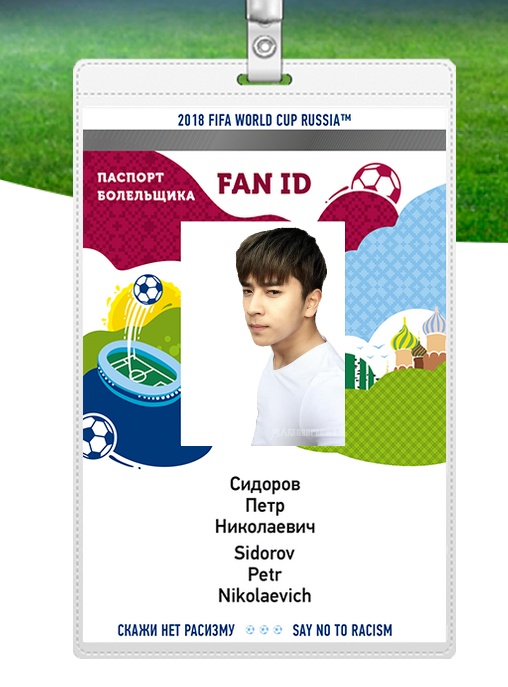 2018 FIFA WORLD CUP RUSSIA™
ПАСПОРТ
БОЛЕЛЬЩИКА
FAN ID
Сидоров
Петр
Николаевич
Sidorov
Petr
Nikolaevich
СКАЖИ НЕТ РАСИЗМУ SAY NO TO RACISM